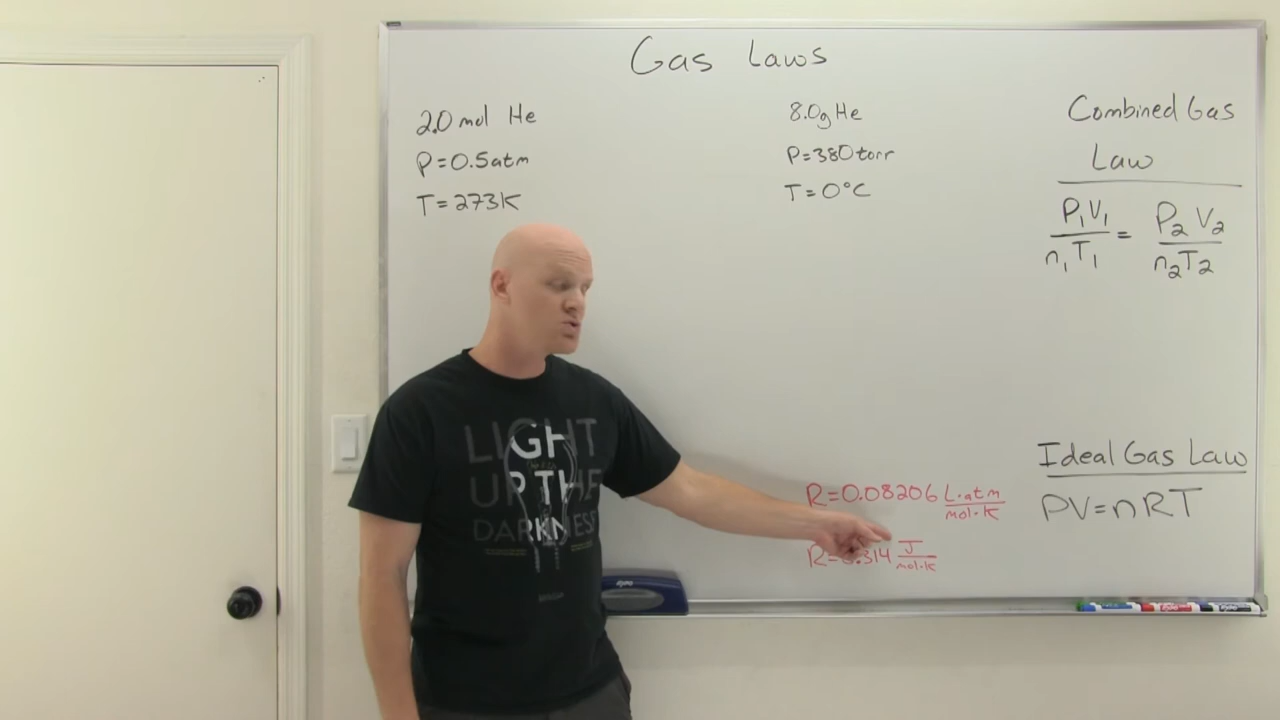 Gas Laws
2.0 mol He
P=0.5atm
T=273K
8.0g He
P=380torr
T=0°C
Combined Gas
Law
P₁V₁/n₁T₁ = P₂V₂/n₂T₂
Ideal Gas Law
PV=nRT
R=0.08206 L·atm/mol·K
R=8.314 J/mol·K
LIGHT
UP THE
DARKNESS